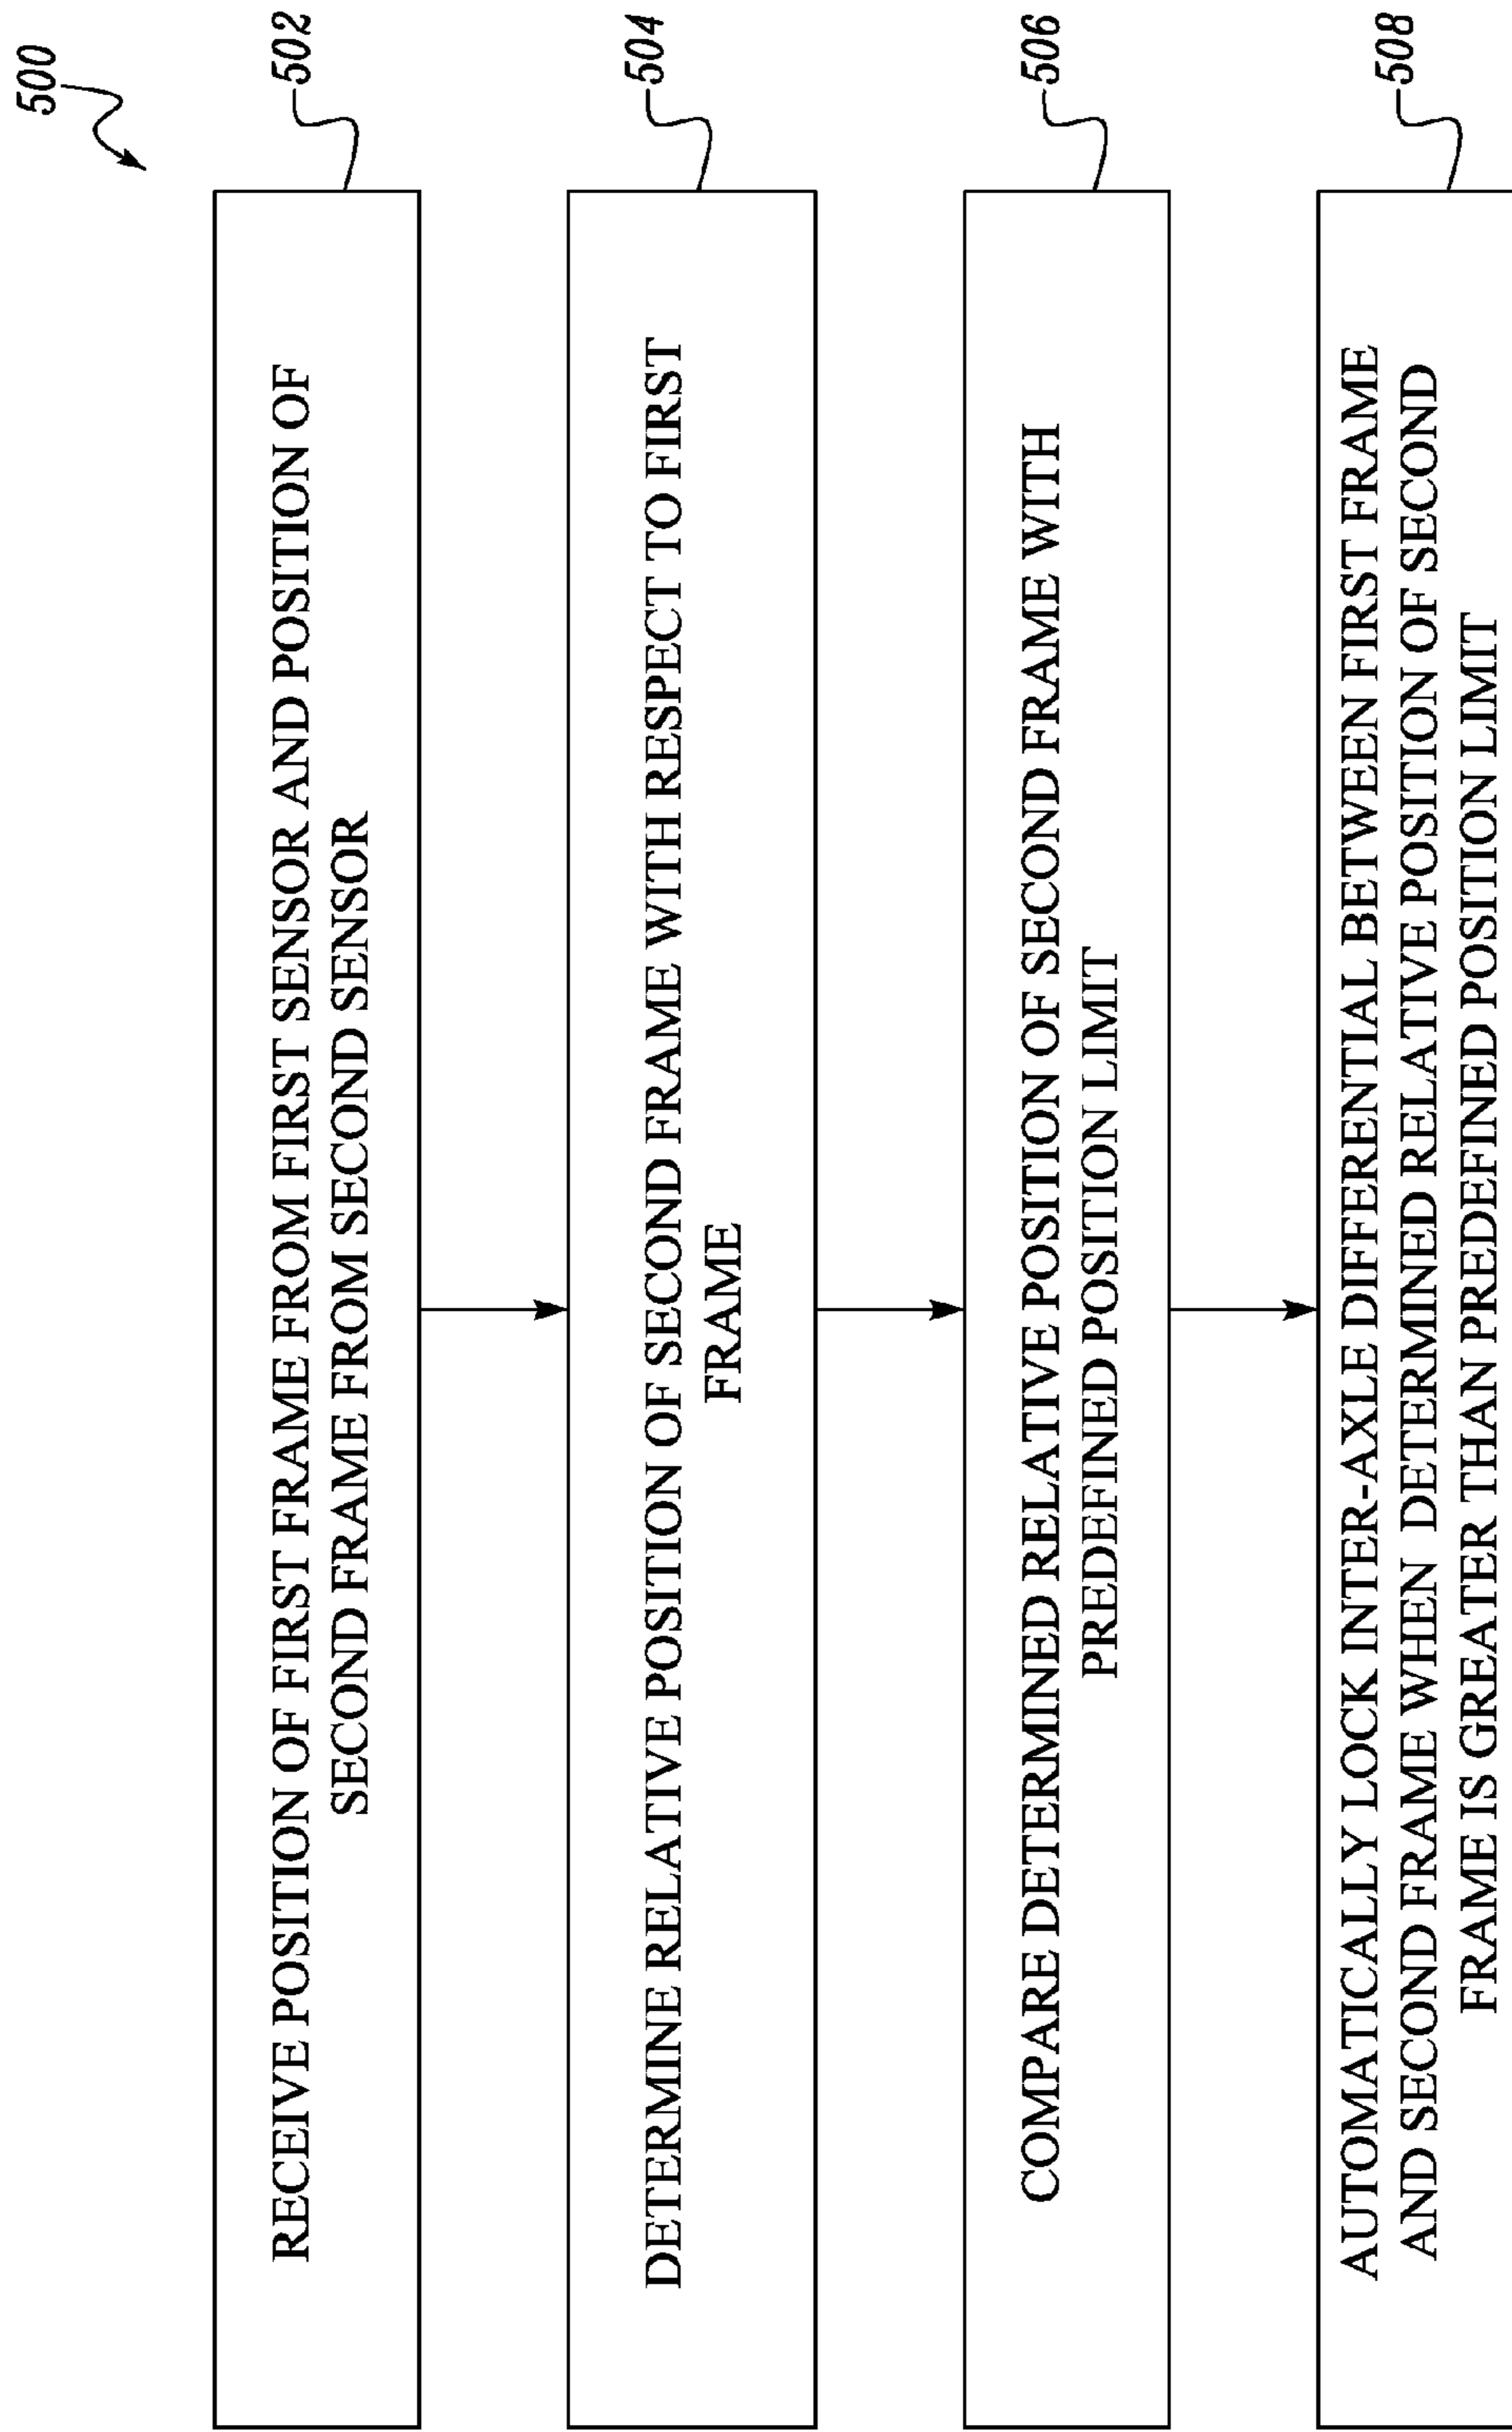 500
RECEIVE POSITION OF FIRST FRAME FROM FIRST SENSOR AND POSITION OF
SECOND FRAME FROM SECOND SENSOR
502
DETERMINE RELATIVE POSITION OF SECOND FRAME WITH RESPECT TO FIRST
FRAME
504
COMPARE DETERMINED RELATIVE POSITION OF SECOND FRAME WITH
PREDEFINED POSITION LIMIT
506
AUTOMATICALLY LOCK INTER-AXLE DIFFERENTIAL BETWEEN FIRST FRAME
AND SECOND FRAME WHEN DETERMINED RELATIVE POSITION OF SECOND
FRAME IS GREATER THAN PREDEFINED POSITION LIMIT
508